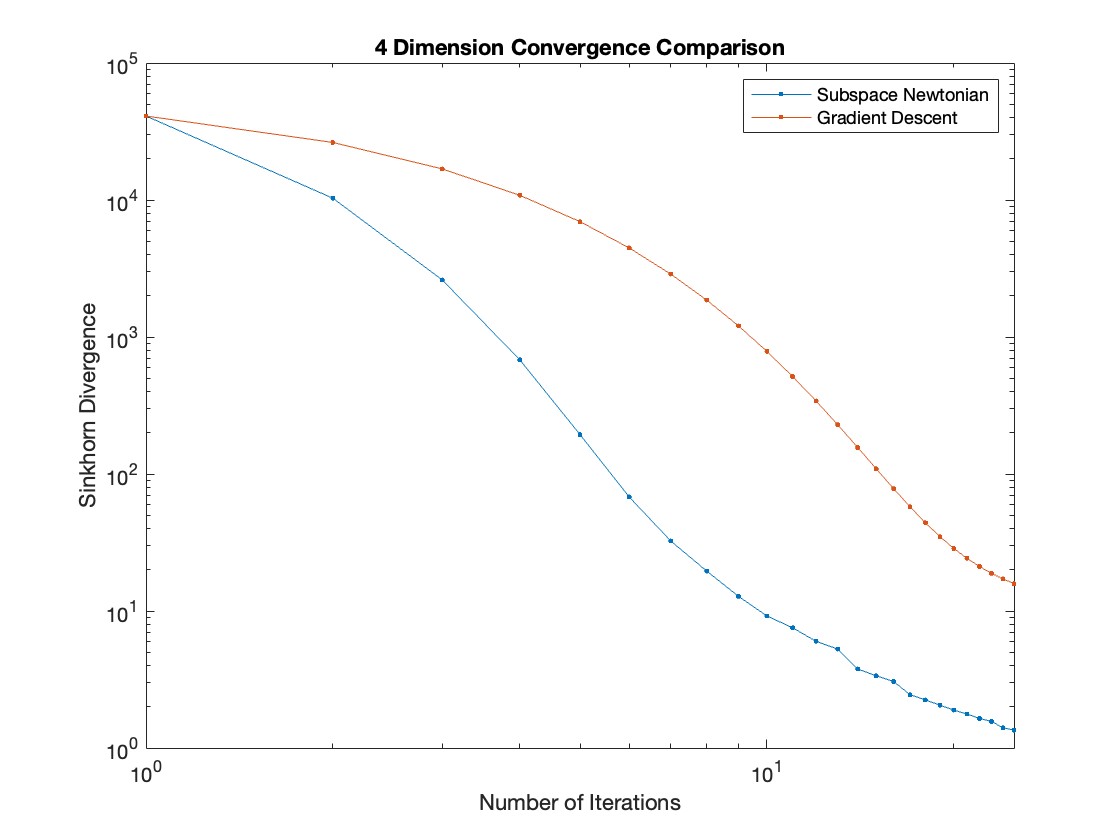 4 Dimension Convergence Comparison
Subspace Newtonian
Gradient Descent
Sinkhorn Divergence
10^5
10^4
10^3
10^2
10^1
10^0
10^0 10^1
Number of Iterations